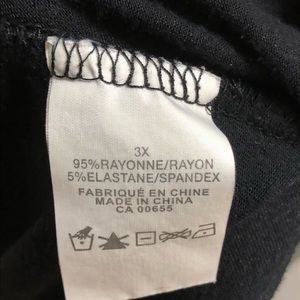 3X
95%RAYONNE/RAYON
5%ELASTANE/SPANDEX
FABRIQUÉ EN CHINE
MADE IN CHINA
CA 00655